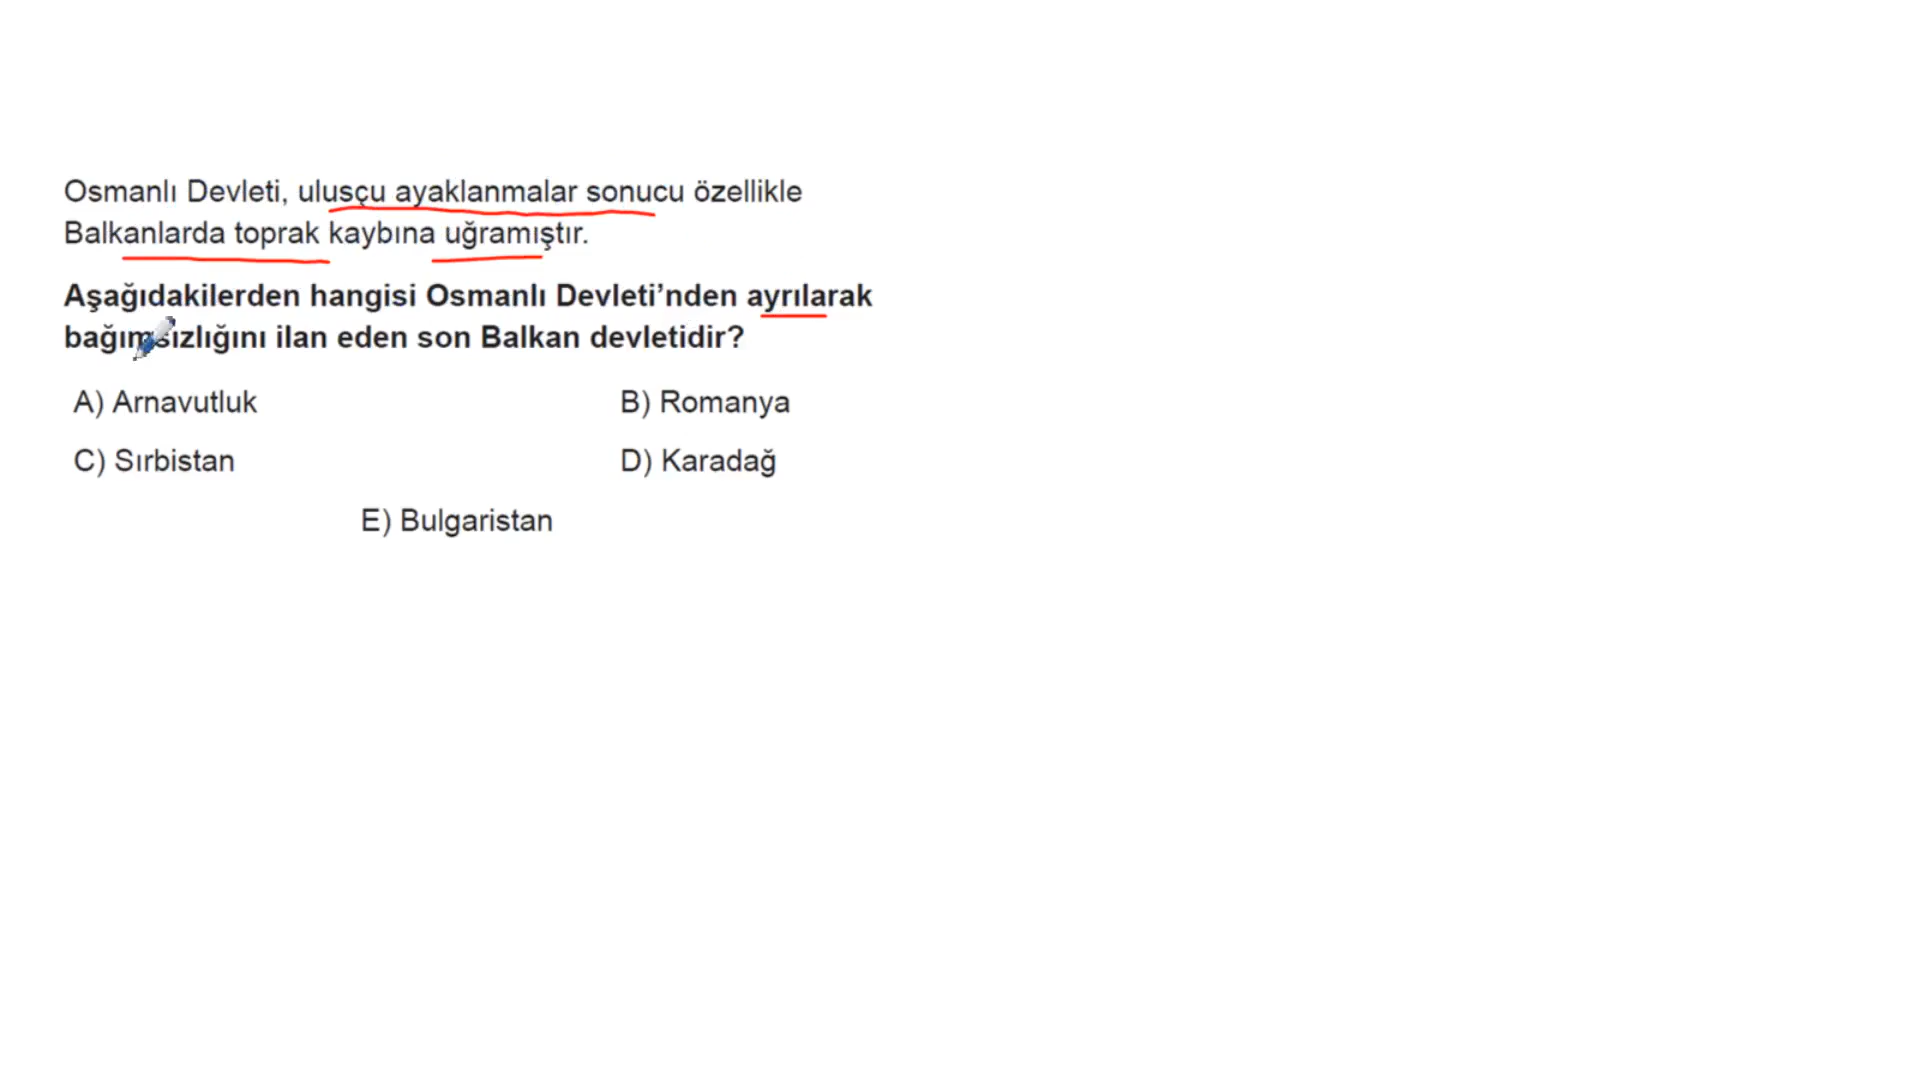 Osmanlı Devleti, ulusçu ayaklanmalar sonucu özellikle
Balkanlarda toprak kaybına uğramıştır.
Aşağıdakilerden hangisi Osmanlı Devleti’nden ayrılarak
bağımsızlığını ilan eden son Balkan devletidir?
A) Arnavutluk
B) Romanya
C) Sırbistan
D) Karadağ
E) Bulgaristan